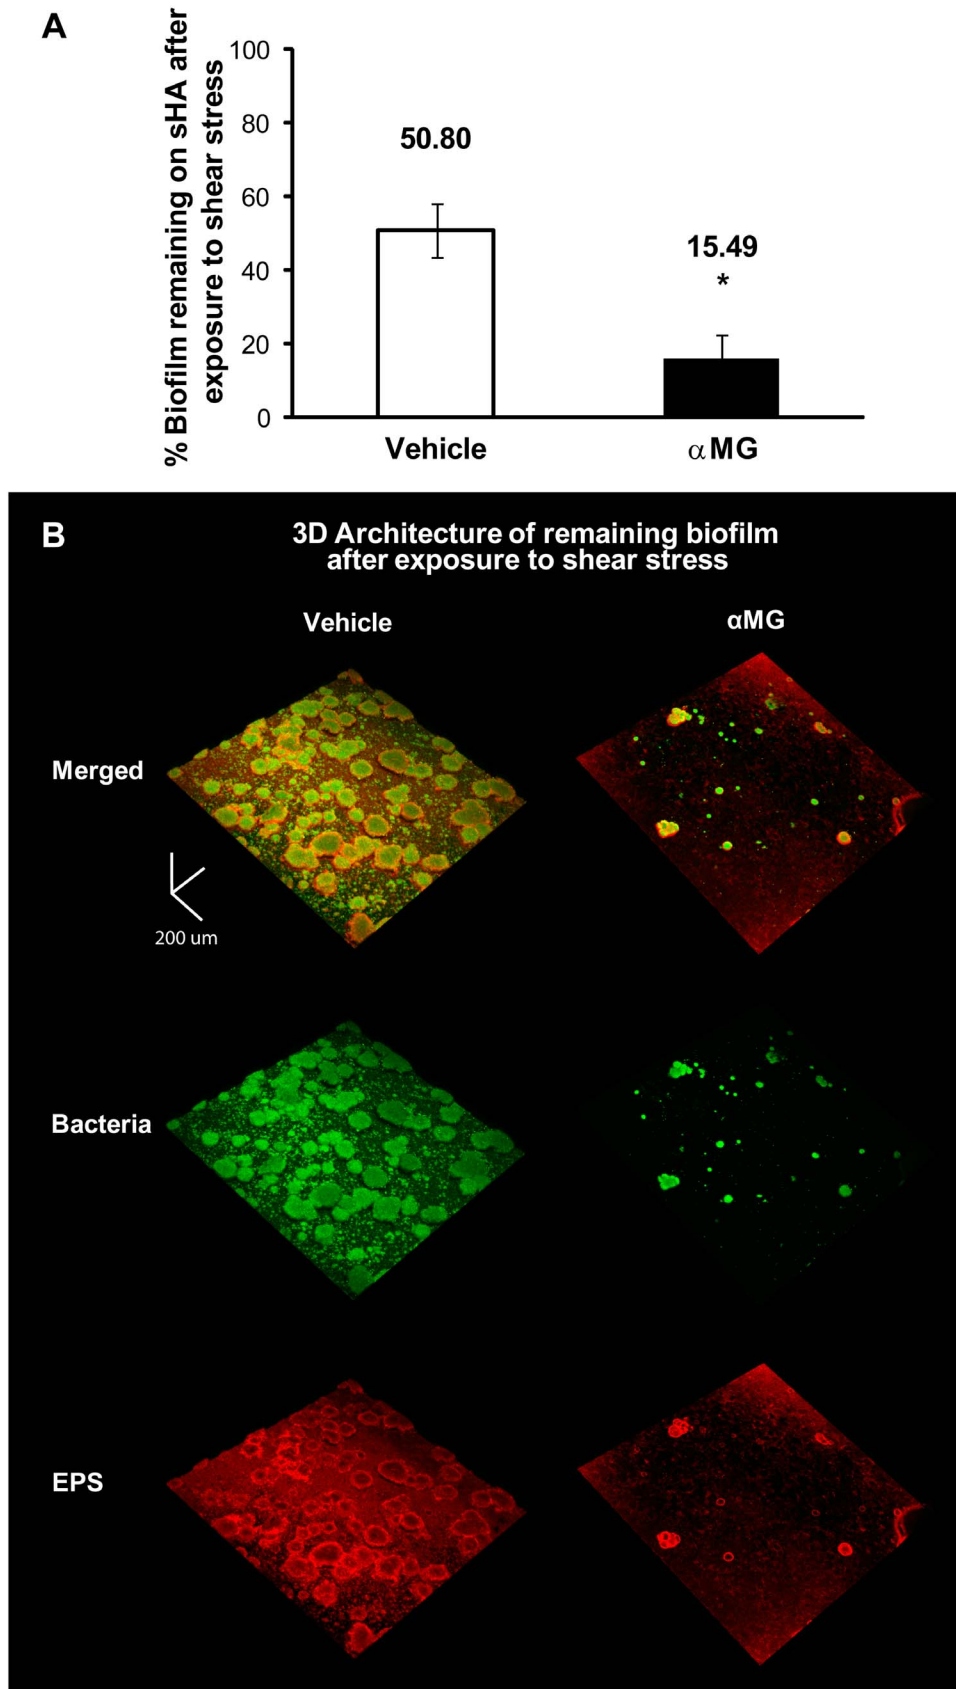 A
% Biofilm remaining on sHA after
exposure to shear stress
100
80
60
40
20
0
50.80
15.49
*
Vehicle
αMG
B
3D Architecture of remaining biofilm
after exposure to shear stress
Vehicle
αMG
Merged
200 um
Bacteria
EPS